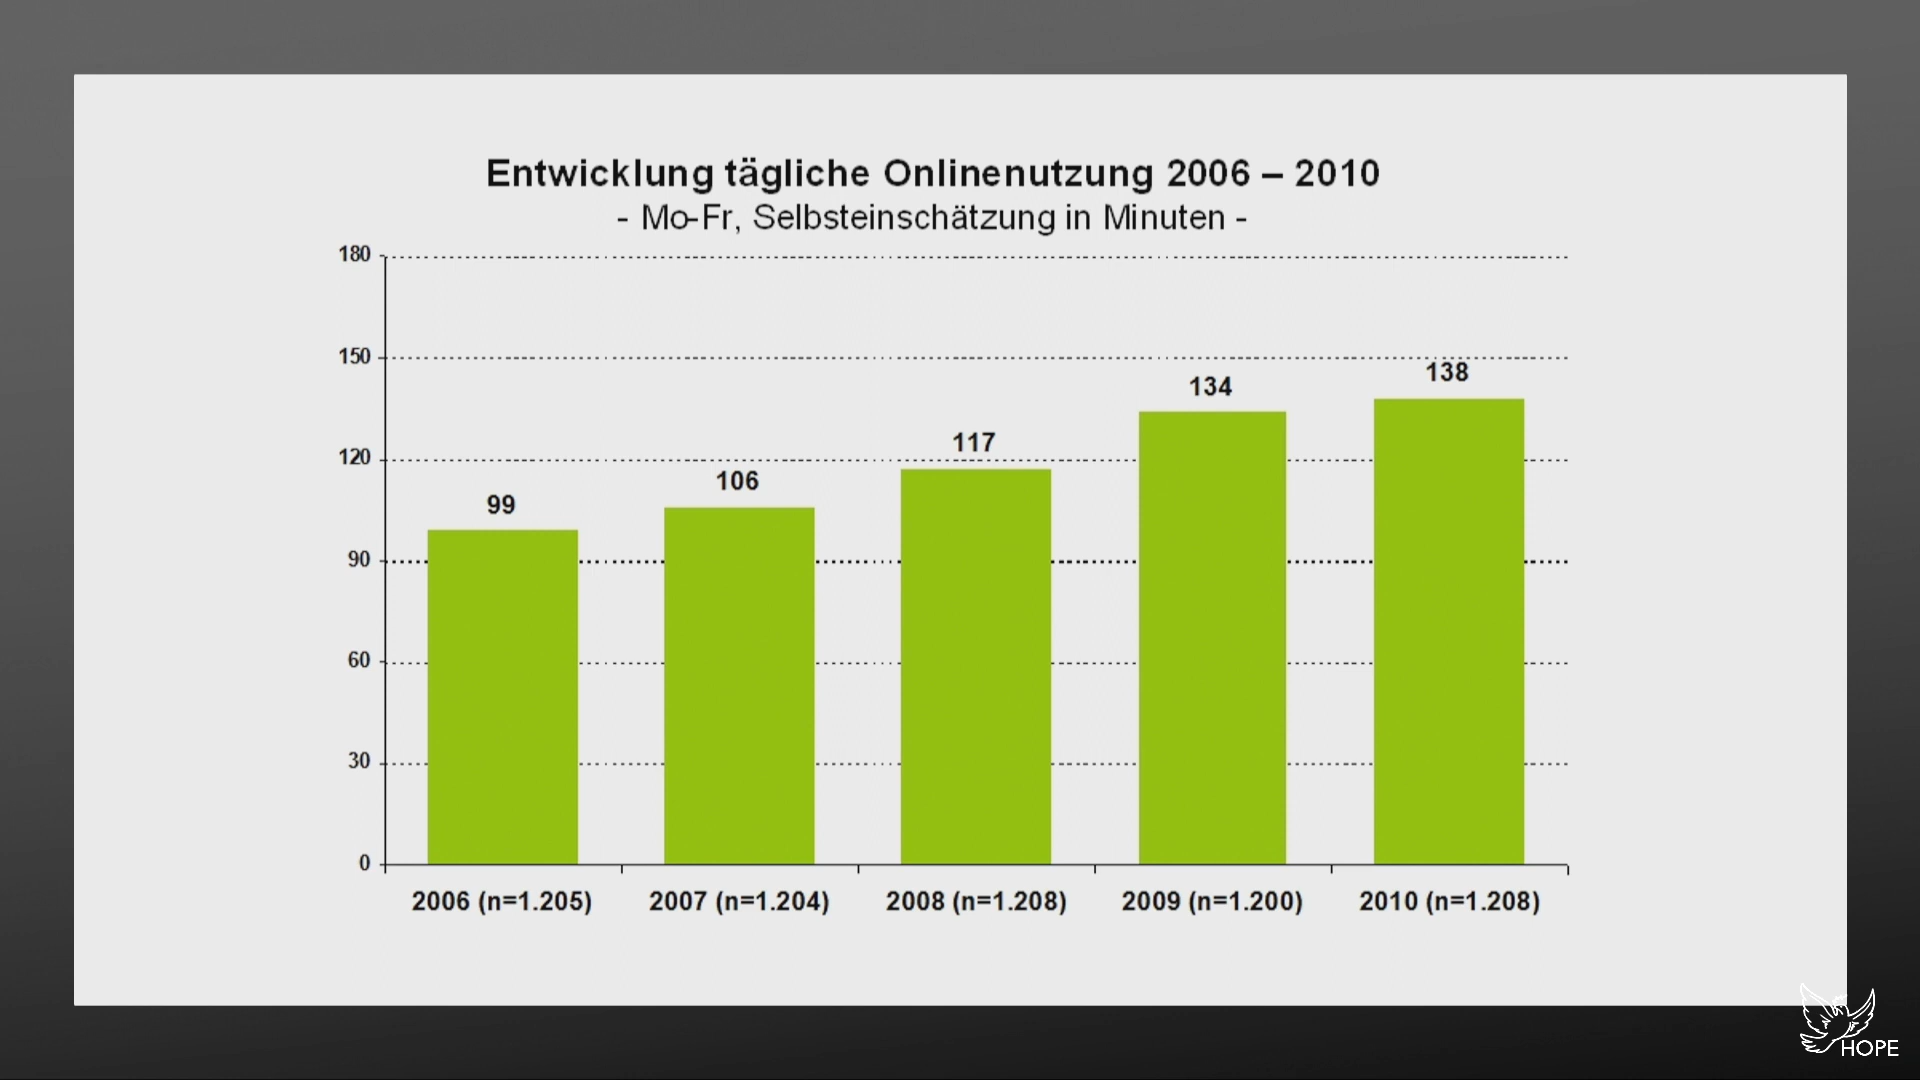 Entwicklung tägliche Onlinenutzung 2006 – 2010
- Mo-Fr, Selbsteinschätzung in Minuten -
180
150
120
90
60
30
0
99
106
117
134
138
2006 (n=1.205)
2007 (n=1.204)
2008 (n=1.208)
2009 (n=1.200)
2010 (n=1.208)
HOPE